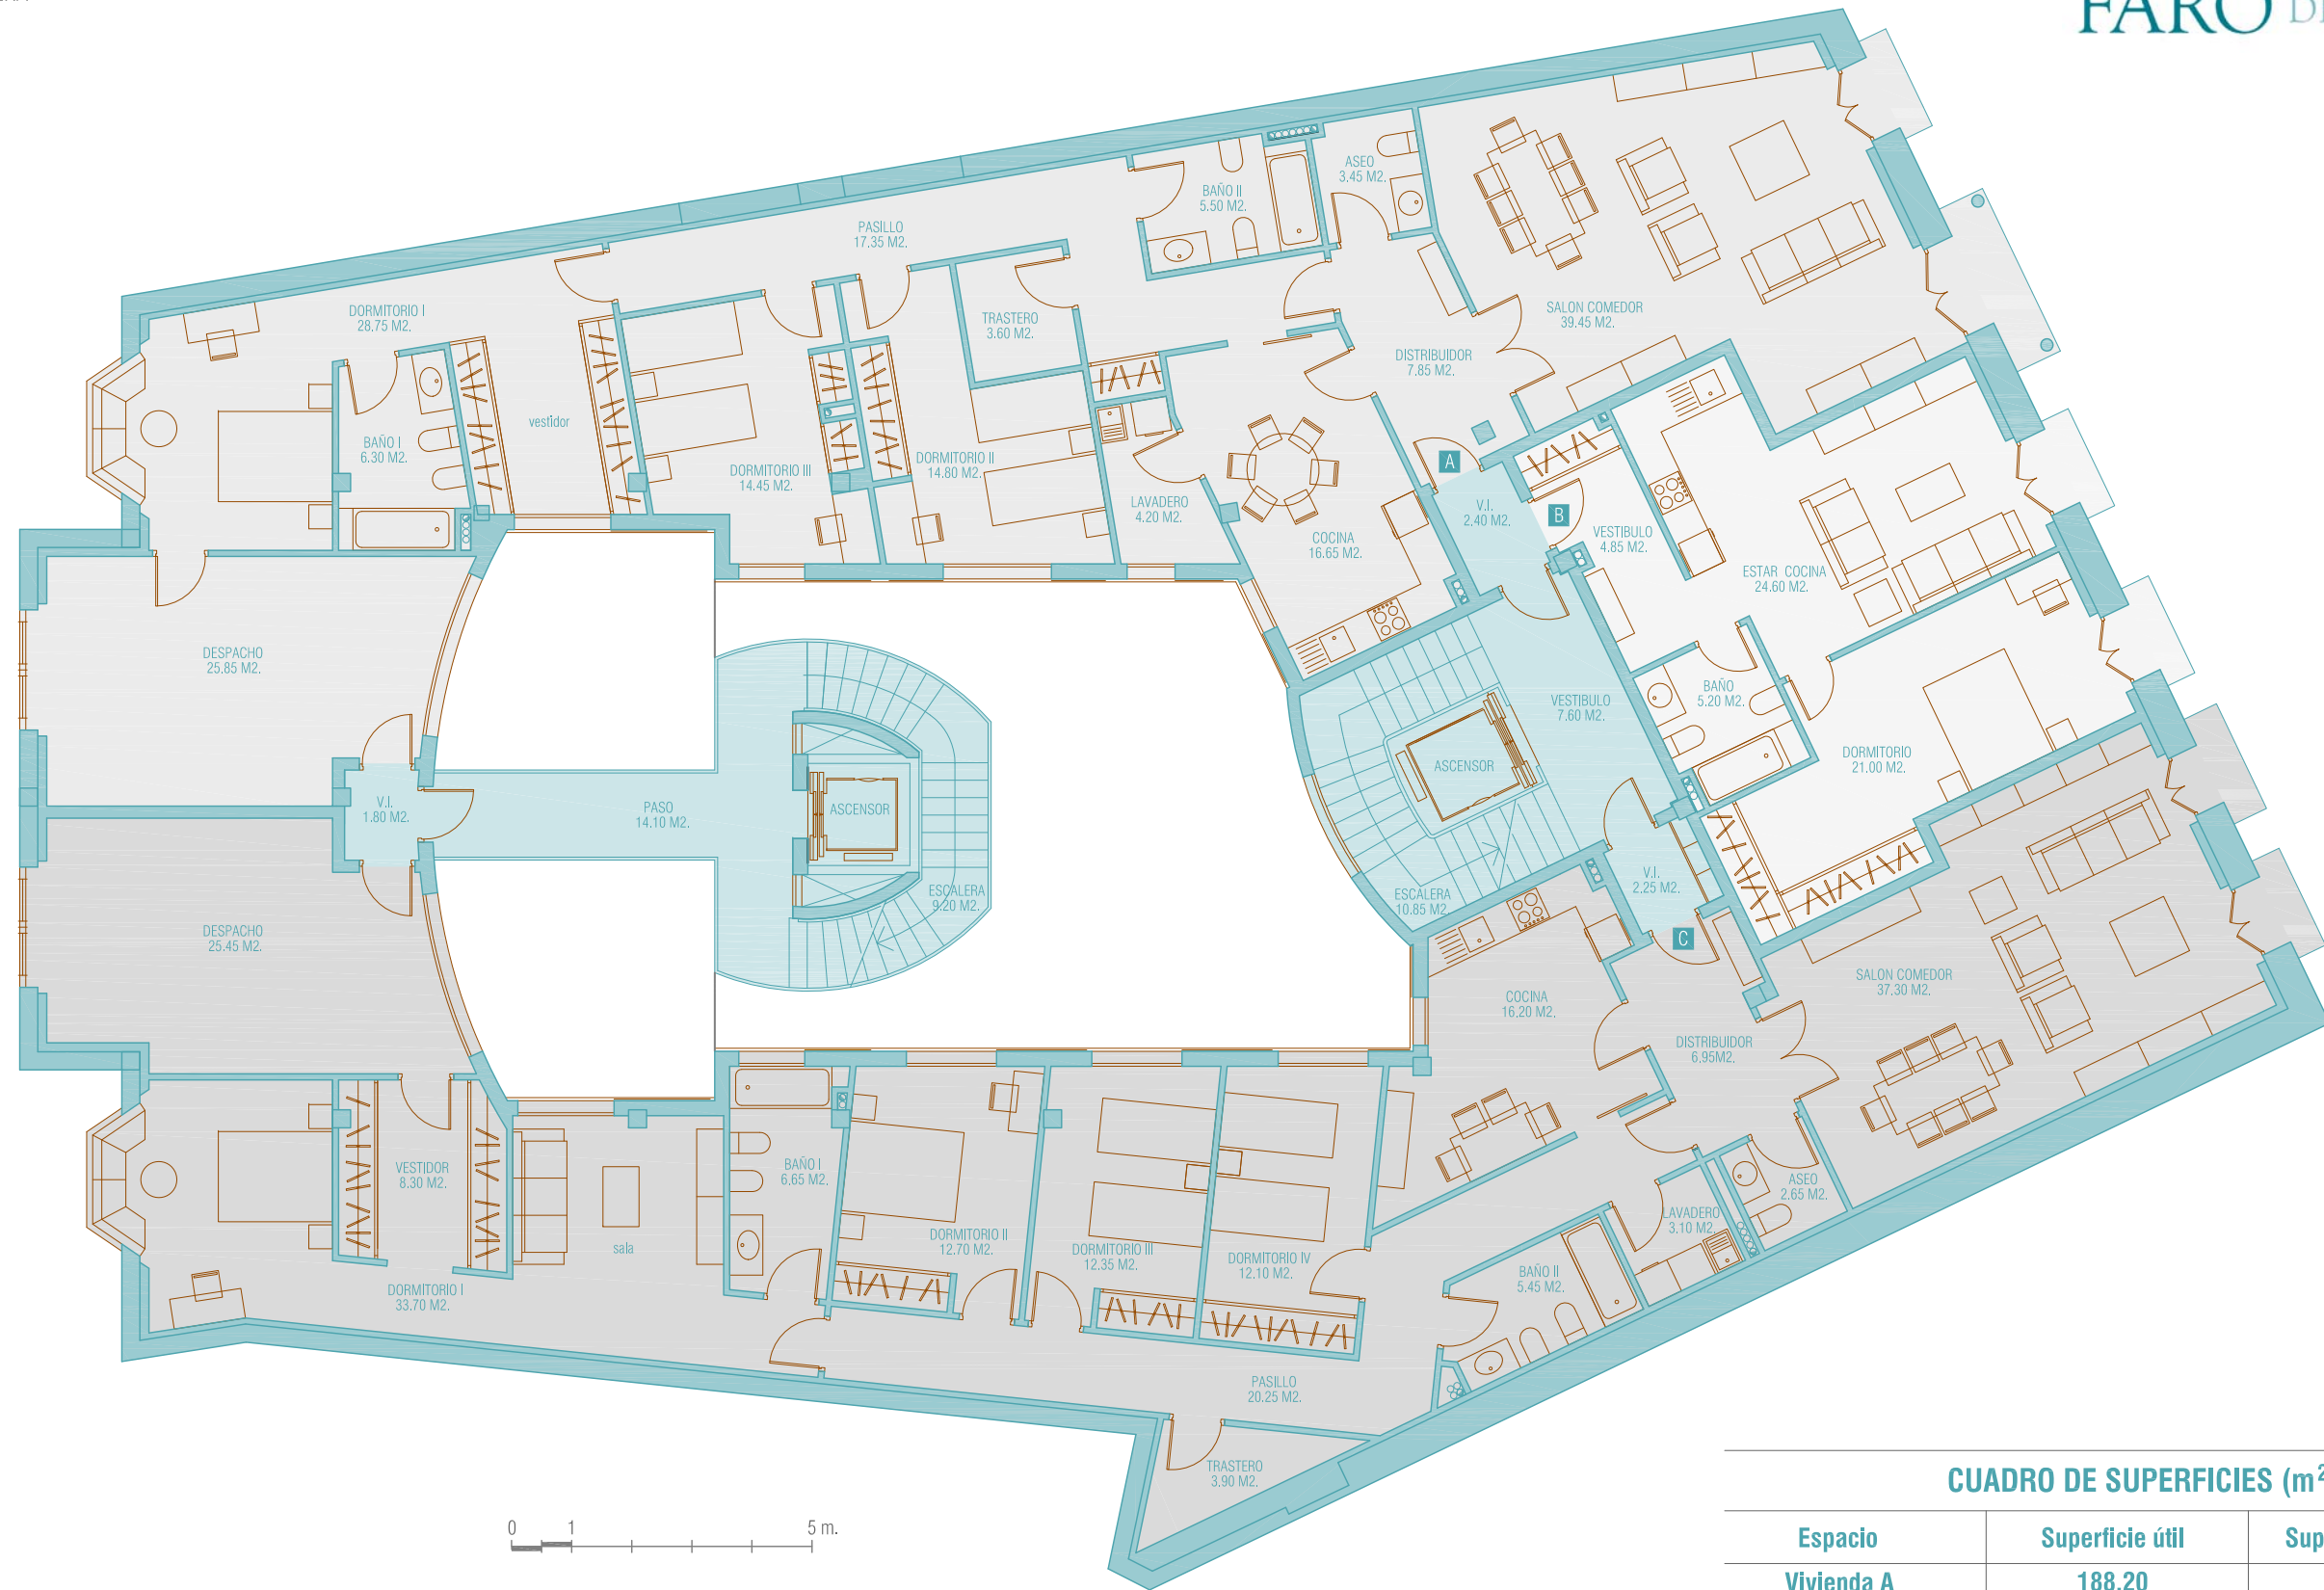 FARO
PASILLO
17.35 M2.
BAÑO II
5.50 M2.
ASEO
3.45 M2.
DORMITORIO I
28.75 M2.
TRASTERO
3.60 M2.
SALON COMEDOR
39.45 M2.
DISTRIBUIDOR
7.85 M2.
vestidor
BAÑO I
6.30 M2.
DORMITORIO III
14.45 M2.
DORMITORIO II
14.80 M2.
LAVADERO
4.20 M2.
COCINA
16.65 M2.
A
V.I.
2.40 M2.
B
VESTIBULO
4.85 M2.
ESTAR COCINA
24.60 M2.
DESPACHO
25.85 M2.
BAÑO
5.20 M2.
VESTIBULO
7.60 M2.
DORMITORIO
21.00 M2.
ASCENSOR
V.I.
1.80 M2.
PASO
14.10 M2.
ASCENSOR
ESCALERA
9.20 M2.
ESCALERA
10.85 M2.
V.I.
2.25 M2.
C
DESPACHO
25.45 M2.
SALON COMEDOR
37.30 M2.
COCINA
16.20 M2.
DISTRIBUIDOR
6.95M2.
VESTIDOR
8.30 M2.
BAÑO I
6.65 M2.
ASEO
2.65 M2.
LAVADERO
3.10 M2.
sala
DORMITORIO II
12.70 M2.
DORMITORIO III
12.35 M2.
DORMITORIO IV
12.10 M2.
BAÑO II
5.45 M2.
DORMITORIO I
33.70 M2.
PASILLO
20.25 M2.
TRASTERO
3.90 M2.
0 1 5 m.
CUADRO DE SUPERFICIES (m2
Espacio Superficie útil Sup
Vivienda A 188.20